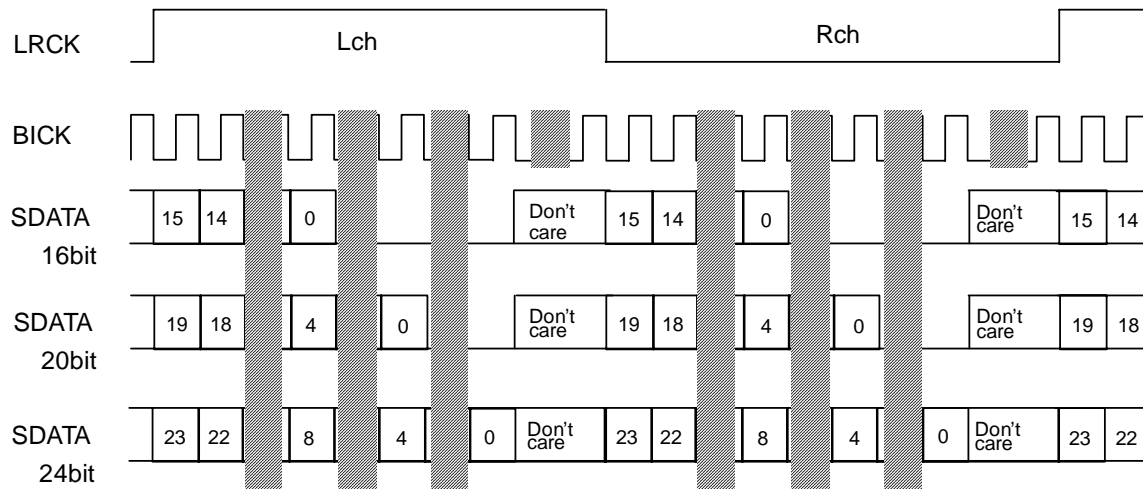 LRCK Lch Rch
BICK
SDATA 16bit 15 14 0 Don't care 15 14 0 Don't care 15 14
SDATA 20bit 19 18 4 0 Don't care 19 18 4 0 Don't care 19 18
SDATA 24bit 23 22 8 4 0 Don't care 23 22 8 4 0 Don't care 23 22